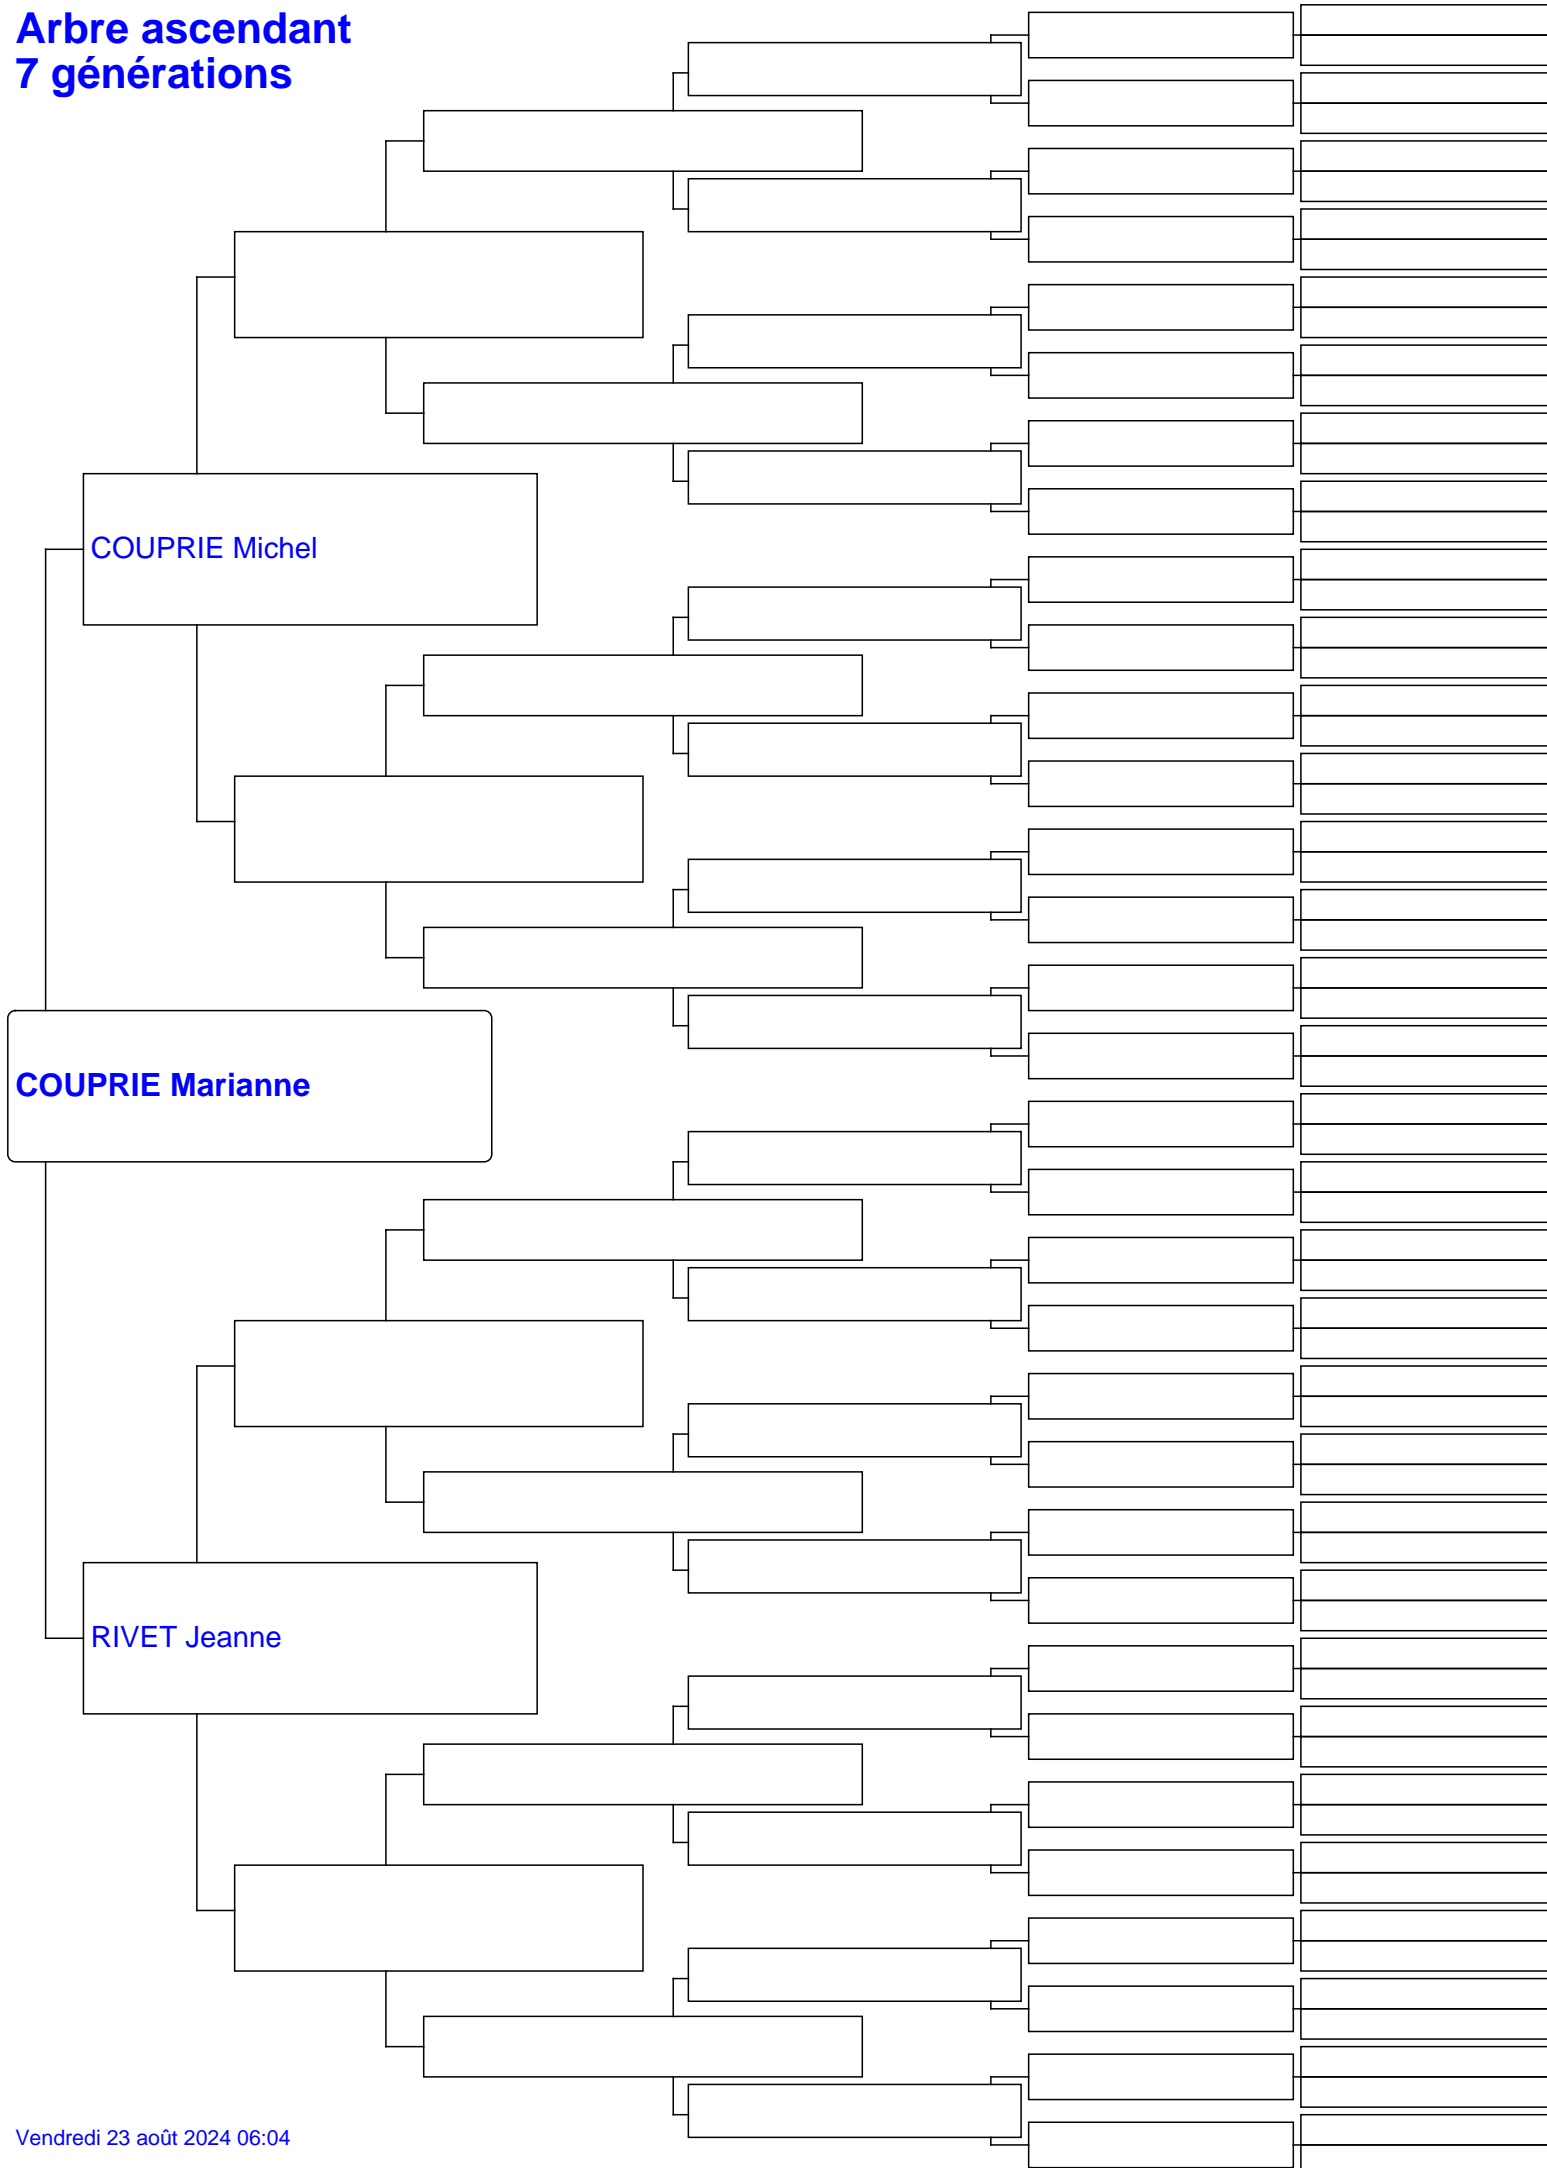 Arbre ascendant
7 générations
COUPRIE Michel
COUPRIE Marianne
RIVET Jeanne
Vendredi 23 août 2024 06:04